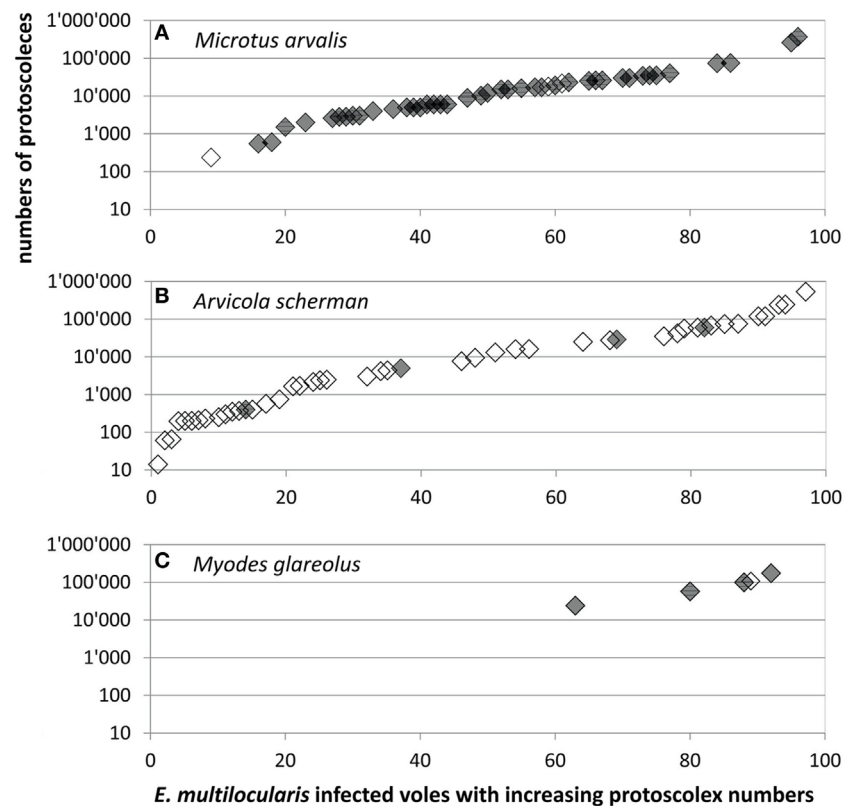 numbers of protoscoleces
A Microtus arvalis
1'000'000
100'000
10'000
1'000
100
10
0 20 40 60 80 100
B Arvicola scherman
1'000'000
100'000
10'000
1'000
100
10
0 20 40 60 80 100
C Myodes glareolus
1'000'000
100'000
10'000
1'000
100
10
0 20 40 60 80 100
E. multilocularis infected voles with increasing protoscolex numbers